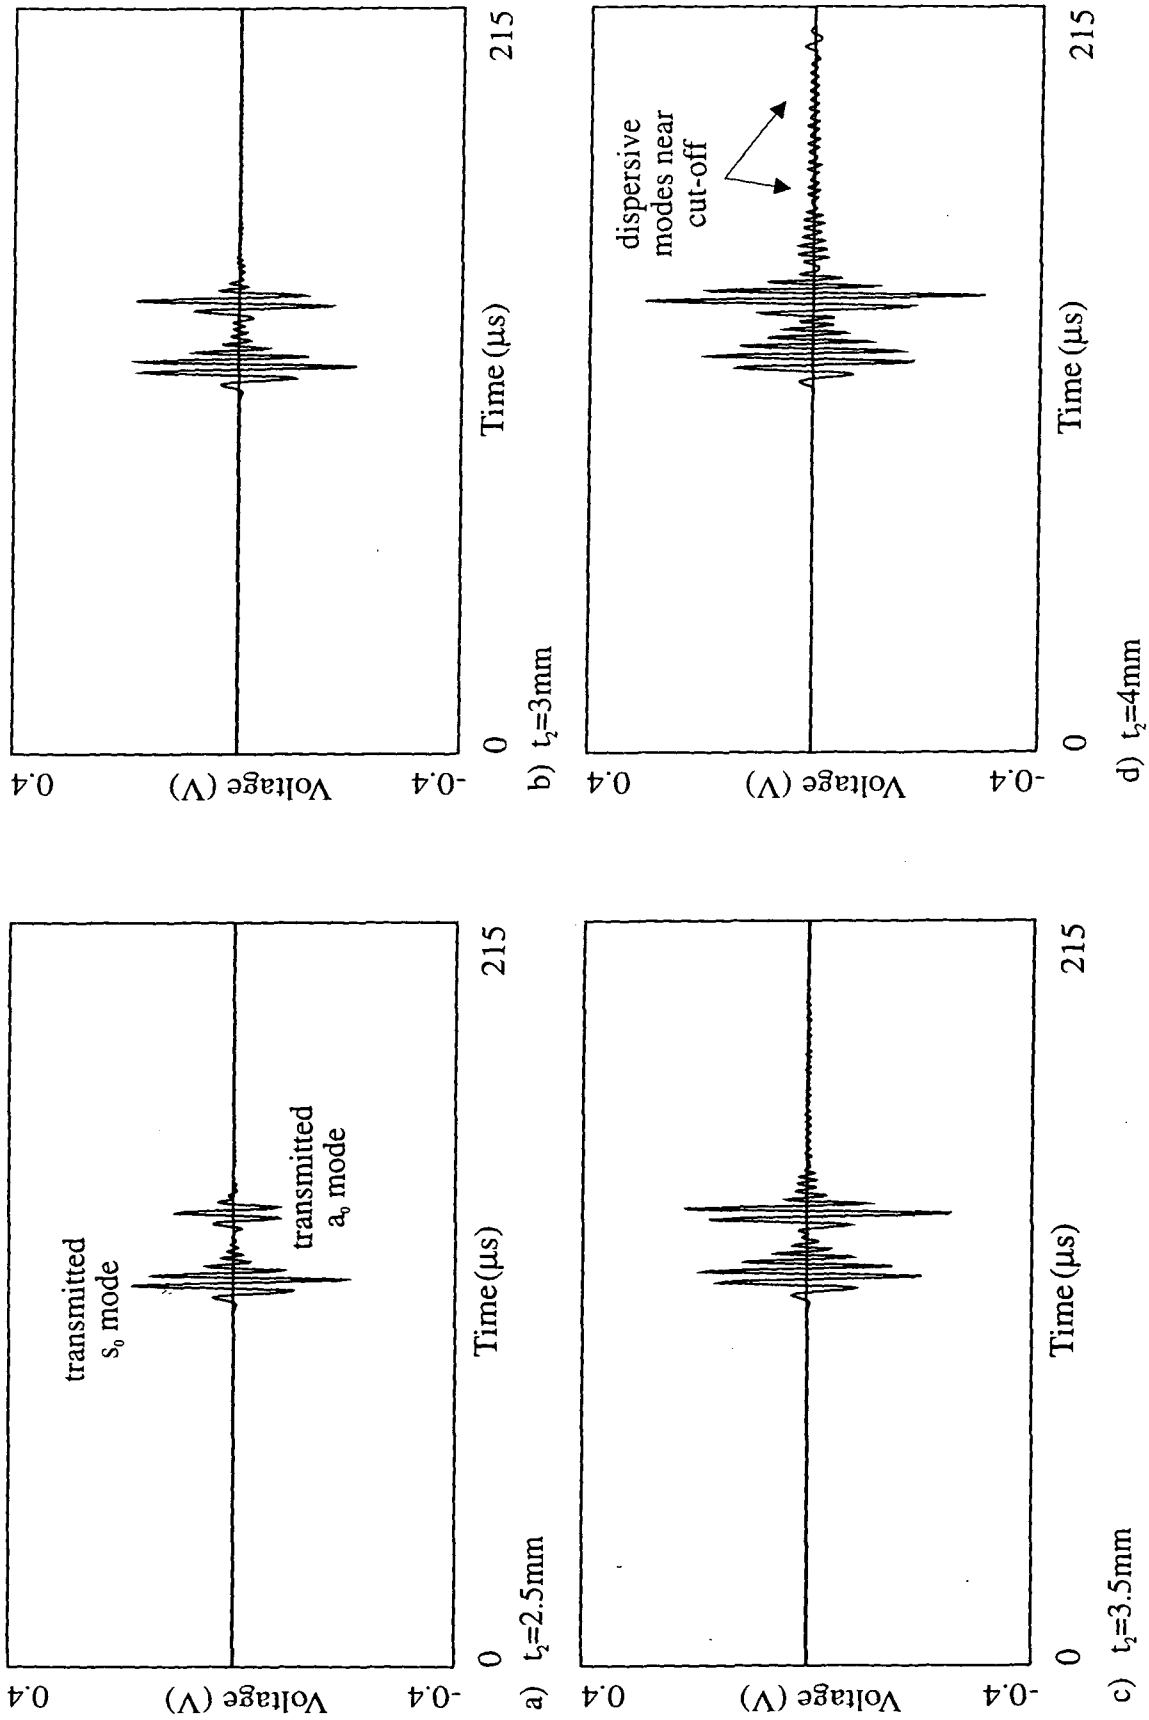 0.4
Voltage (V)
-0.4
transmitted
s₀ mode
transmitted
a₀ mode
0
Time (µs)
215
a) t₂=2.5mm
0.4
Voltage (V)
-0.4
0
Time (µs)
215
b) t₂=3mm
0.4
Voltage (V)
-0.4
0
Time (µs)
215
c) t₂=3.5mm
0.4
Voltage (V)
-0.4
dispersive
modes near
cut-off
0
Time (µs)
215
d) t₂=4mm